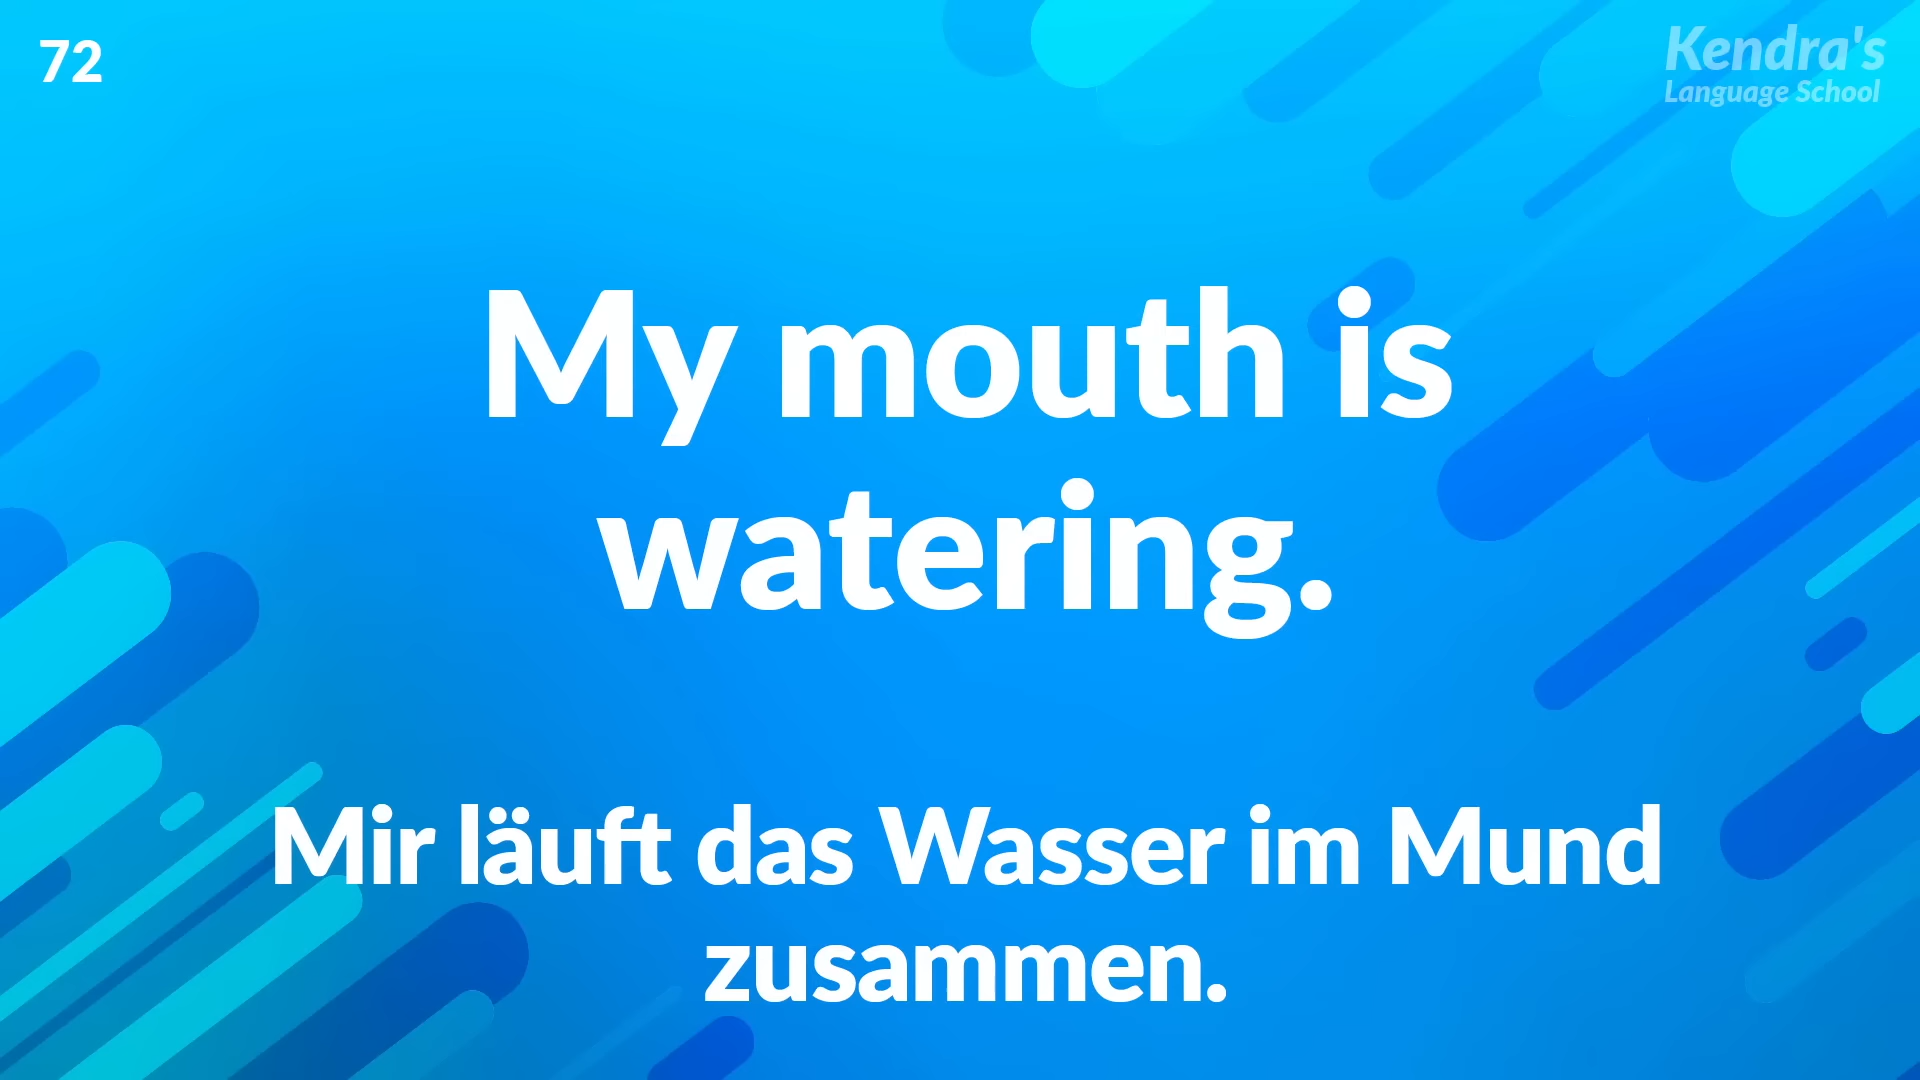 72
Kendra's
Language School
My mouth is
watering.
Mir läuft das Wasser im Mund
zusammen.